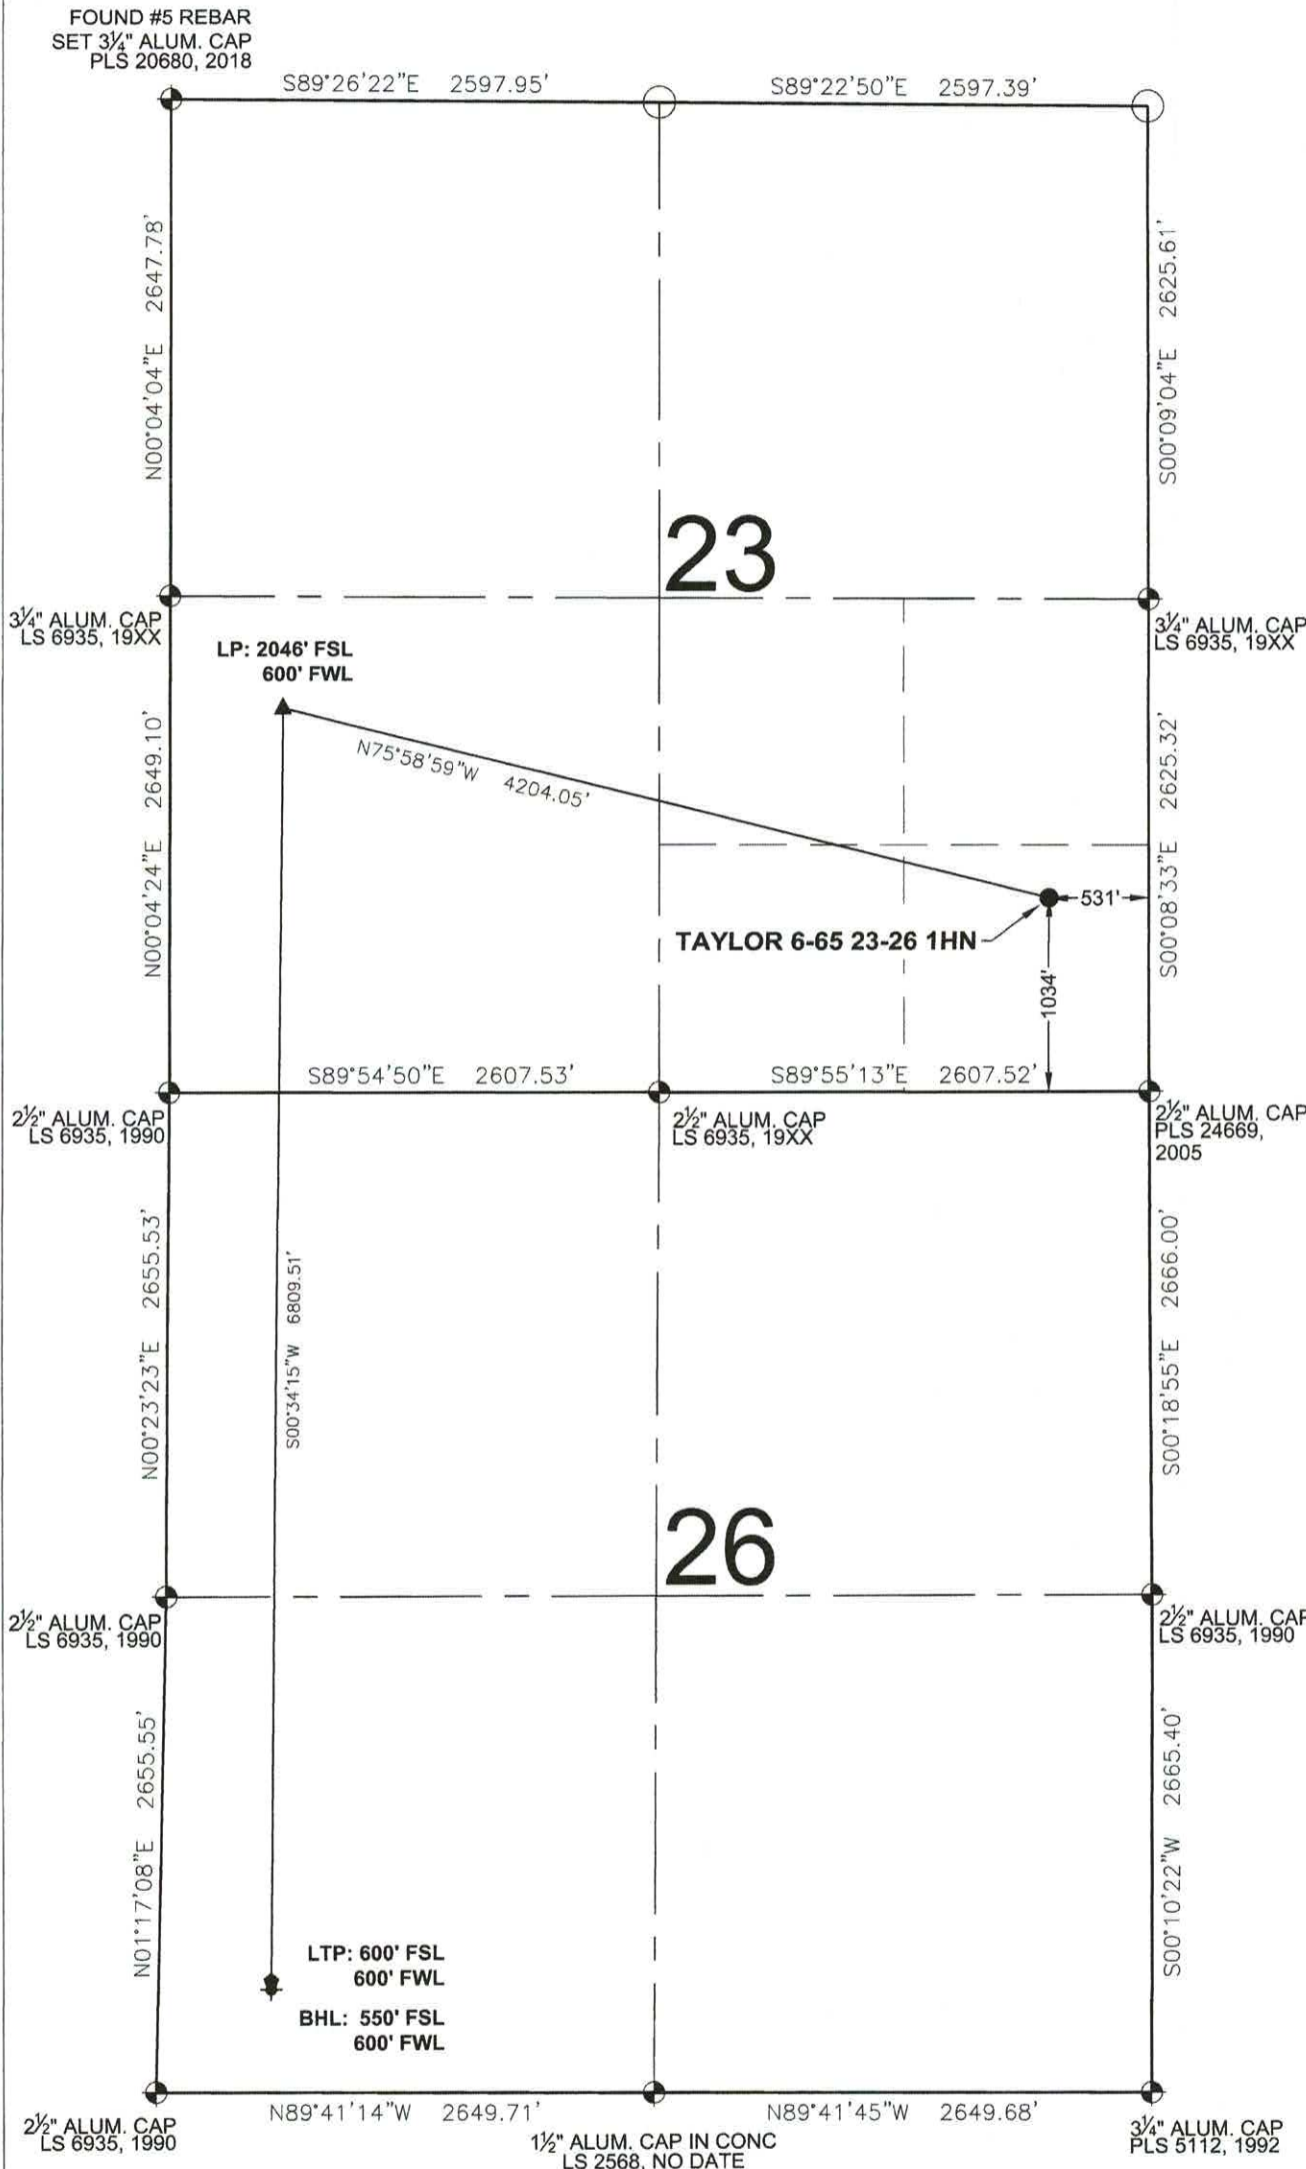 FOUND #5 REBAR
SET 3¼" ALUM. CAP
PLS 20680, 2018
S89°26'22"E 2597.95'
S89°22'50"E 2597.39'
N00°04'04"E 2647.78'
S00°09'04"E 2625.61'
23
3¼" ALUM. CAP
LS 6935, 19XX
3¼" ALUM. CAP
LS 6935, 19XX
LP: 2046' FSL
600' FWL
N75°58'59"W 4204.05'
N00°04'24"E 2649.10'
S00°08'33"E 2625.32'
531'
TAYLOR 6-65 23-26 1HN
1034'
S89°54'50"E 2607.53'
S89°55'13"E 2607.52'
2½" ALUM. CAP
LS 6935, 1990
2½" ALUM. CAP
LS 6935, 19XX
2½" ALUM. CAP
PLS 24669,
2005
N00°23'23"E 2655.53'
S00°34'15"W 6809.51'
S00°18'55"E 2666.00'
26
2½" ALUM. CAP
LS 6935, 1990
2½" ALUM. CAP
LS 6935, 1990
N01°17'08"E 2655.55'
S00°10'22"W 2665.40'
LTP: 600' FSL
600' FWL
BHL: 550' FSL
600' FWL
N89°41'14"W 2649.71'
N89°41'45"W 2649.68'
2½" ALUM. CAP
LS 6935, 1990
1½" ALUM. CAP IN CONC
LS 2568, NO DATE
3¼" ALUM. CAP
PLS 5112, 1992